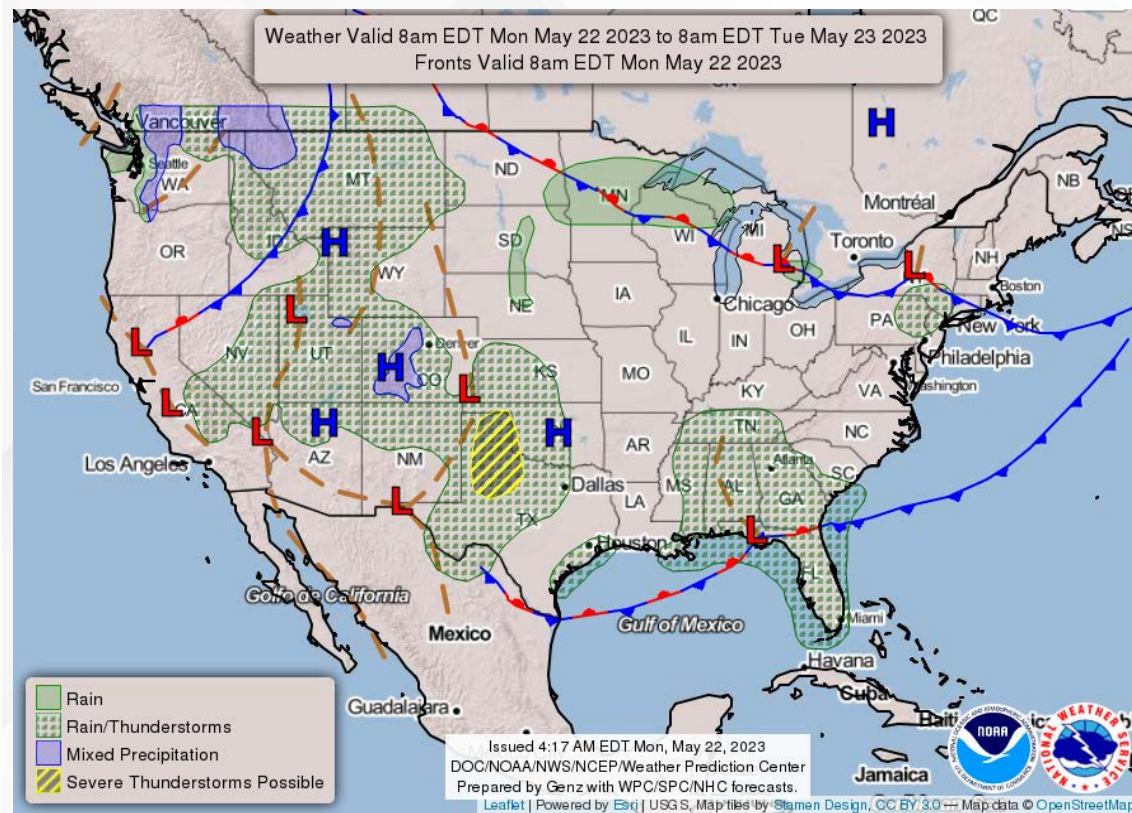 Weather Valid 8am EDT Mon May 22 2023 to 8am EDT Tue May 23 2023
Fronts Valid 8am EDT Mon May 22 2023
QC
Vancouver
H
Seattle
WA
MT
ND
MN
NB
Montréal
OR
ID
H
SD
WI
MI
Toronto
NH
NS
WY
L
L
Boston
L
NE
IA
Chicago
PA
New York
L
NV
UT
H
Denver
CO
IL
IN
OH
Philadelphia
San Francisco
L
CA
L
KS
MO
KY
VA
Washington
L
H
H
TN
NC
Los Angeles
AZ
NM
AR
Atlanta
SC
L
Dallas
MS
AL
GA
TX
LA
L
Houston
FL
Golfo de California
Mexico
Gulf of Mexico
Miami
Havana
Cuba
Guadalajara
Jamaica
Rain
Rain/Thunderstorms
Mixed Precipitation
Severe Thunderstorms Possible
Issued 4:17 AM EDT Mon, May 22, 2023
DOC/NOAA/NWS/NCEP/Weather Prediction Center
Prepared by Genz with WPC/SPC/NHC forecasts.
NOAA
NATIONAL WEATHER SERVICE
Leaflet | Powered by Esri | USGS, Map tiles by Stamen Design, CC BY 3.0 — Map data © OpenStreetMap